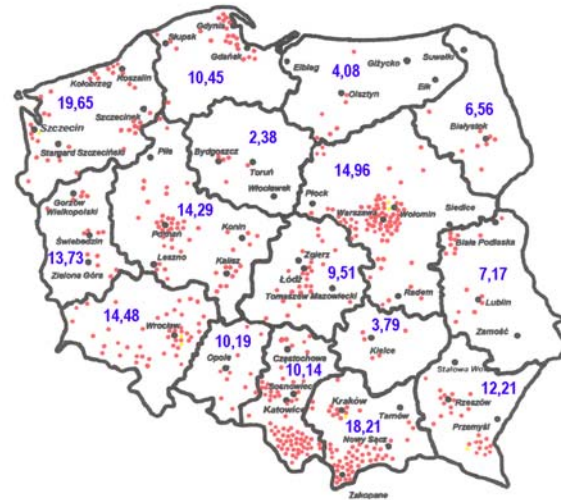 Gdynia
Słupsk
Gdańsk
Elbląg
Giżycko
Suwałki
Kołobrzeg
Koszalin
10,45
4,08
Ełk
19,65
Szczecinek
Olsztyn
6,56
Szczecin
Białystok
Stargard Szczeciński
Piła
2,38
Bydgoszcz
Toruń
14,96
Włocławek
Płock
Gorzów
Wielkopolski
14,29
Warszawa
Wołomin
Siedlce
Poznań
Konin
Świebodzin
Biała Podlaska
13,73
Zgierz
Zielona Góra
Leszno
Kalisz
Łódź
9,51
7,17
Tomaszów Mazowiecki
Radom
Lublin
14,48
Wrocław
10,19
3,79
Zamość
Opole
Częstochowa
Kielce
10,14
Stalowa Wola
Sosnowiec
12,21
Katowice
Kraków
Tarnów
Rzeszów
18,21
Przemyśl
Nowy Sącz
Zakopane